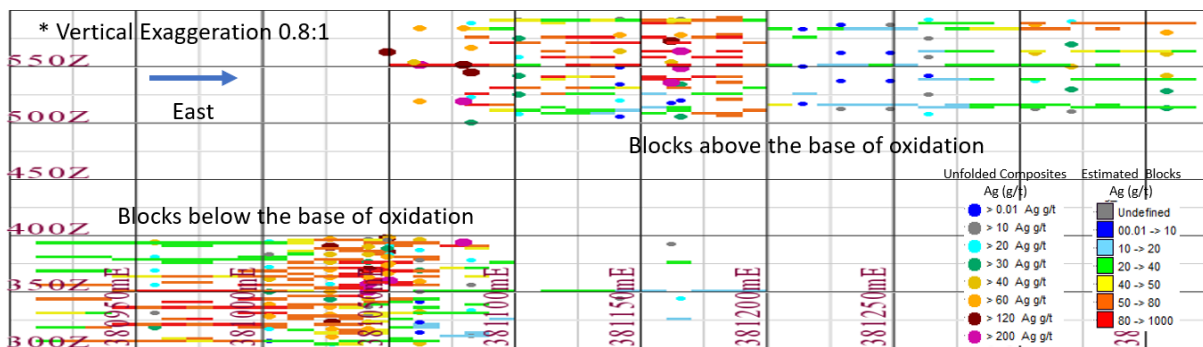 * Vertical Exaggeration 0.8:1
550Z
East
500Z
Blocks above the base of oxidation
450Z
Unfolded Composites
Ag (g/t)
> 0.01 Ag g/t
> 10 Ag g/t
> 20 Ag g/t
> 30 Ag g/t
> 40 Ag g/t
> 60 Ag g/t
> 120 Ag g/t
> 200 Ag g/t
Estimated Blocks
Ag (g/t)
Undefined
00.01 -> 10
10 -> 20
20 -> 40
40 -> 50
50 -> 80
80 -> 1000
Blocks below the base of oxidation
400Z
350Z
300Z
380950mE
381000mE
381050mE
381100mE
381150mE
381200mE
381250mE